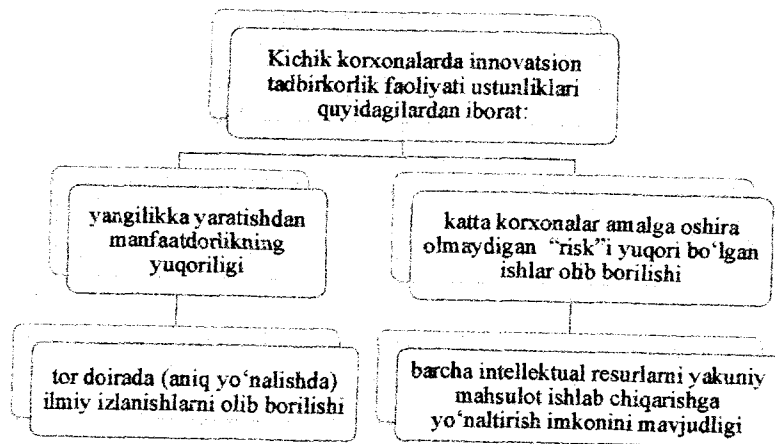 Kichik korxonalarda innovatsion
tadbirkorlik faoliyati ustunliklari
quyidagilardan iborat:
yangilikka yaratishdan
manfaatdorlikning
yuqoriligi
katta korxonalar amalga oshira
olmaydigan “risk”i yuqori bo‘lgan
ishlar olib borilishi
tor doirada (aniq yo‘nalishda)
ilmiy izlanishlarni olib borilishi
barcha intellektual resurlarni yakuniy
mahsulot ishlab chiqarishga
yo‘naltirish imkonini mavjudligi